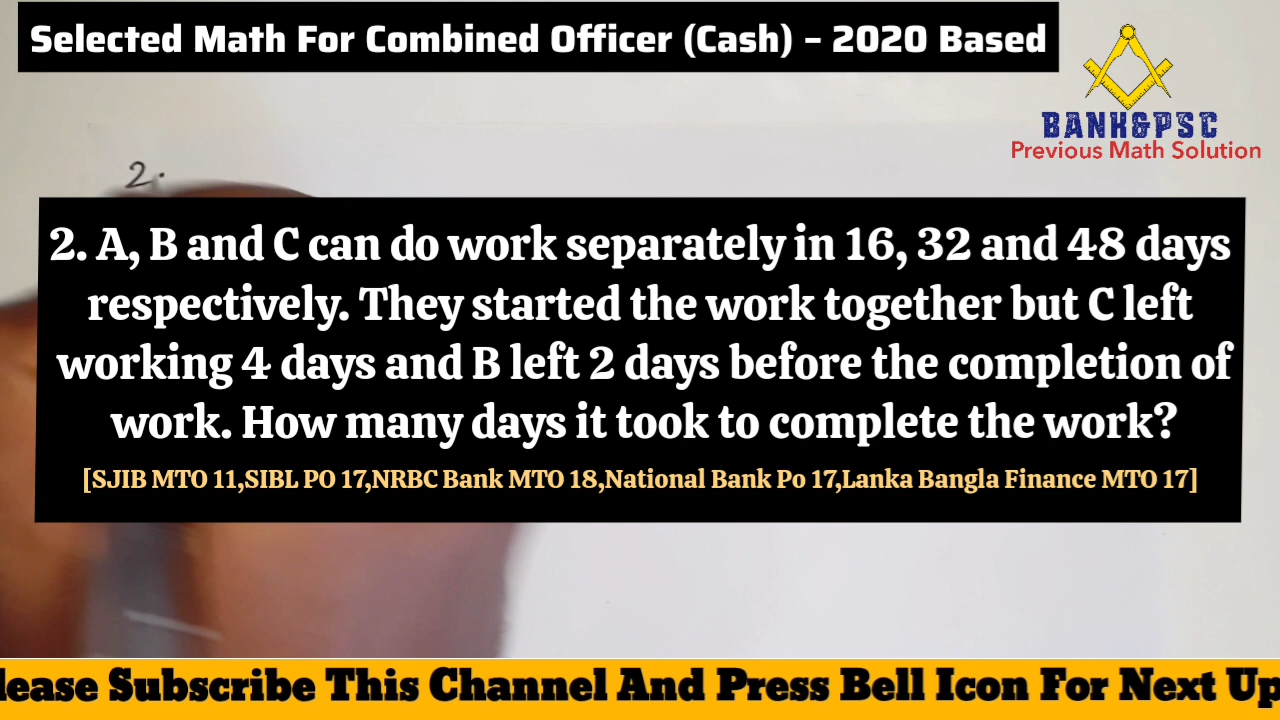 Selected Math For Combined Officer (Cash) – 2020 Based
BANK&PSC
Previous Math Solution
2.
2. A, B and C can do work separately in 16, 32 and 48 days
respectively. They started the work together but C left
working 4 days and B left 2 days before the completion of
work. How many days it took to complete the work?
[SJIB MTO 11,SIBL PO 17,NRBC Bank MTO 18,National Bank Po 17,Lanka Bangla Finance MTO 17]
Subscribe This Channel And Press Bell Icon For Next